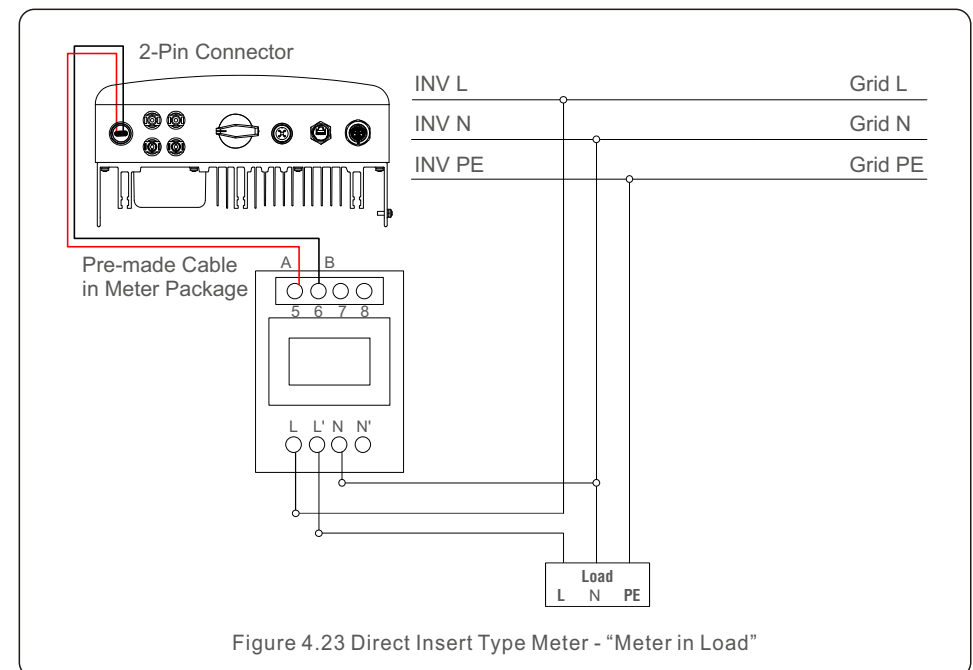 2-Pin Connector
INV L Grid L
INV N Grid N
INV PE Grid PE
Pre-made Cable
in Meter Package
A B
5 6 7 8
L L' N N'
Load
L N PE
Figure 4.23 Direct Insert Type Meter - “Meter in Load”